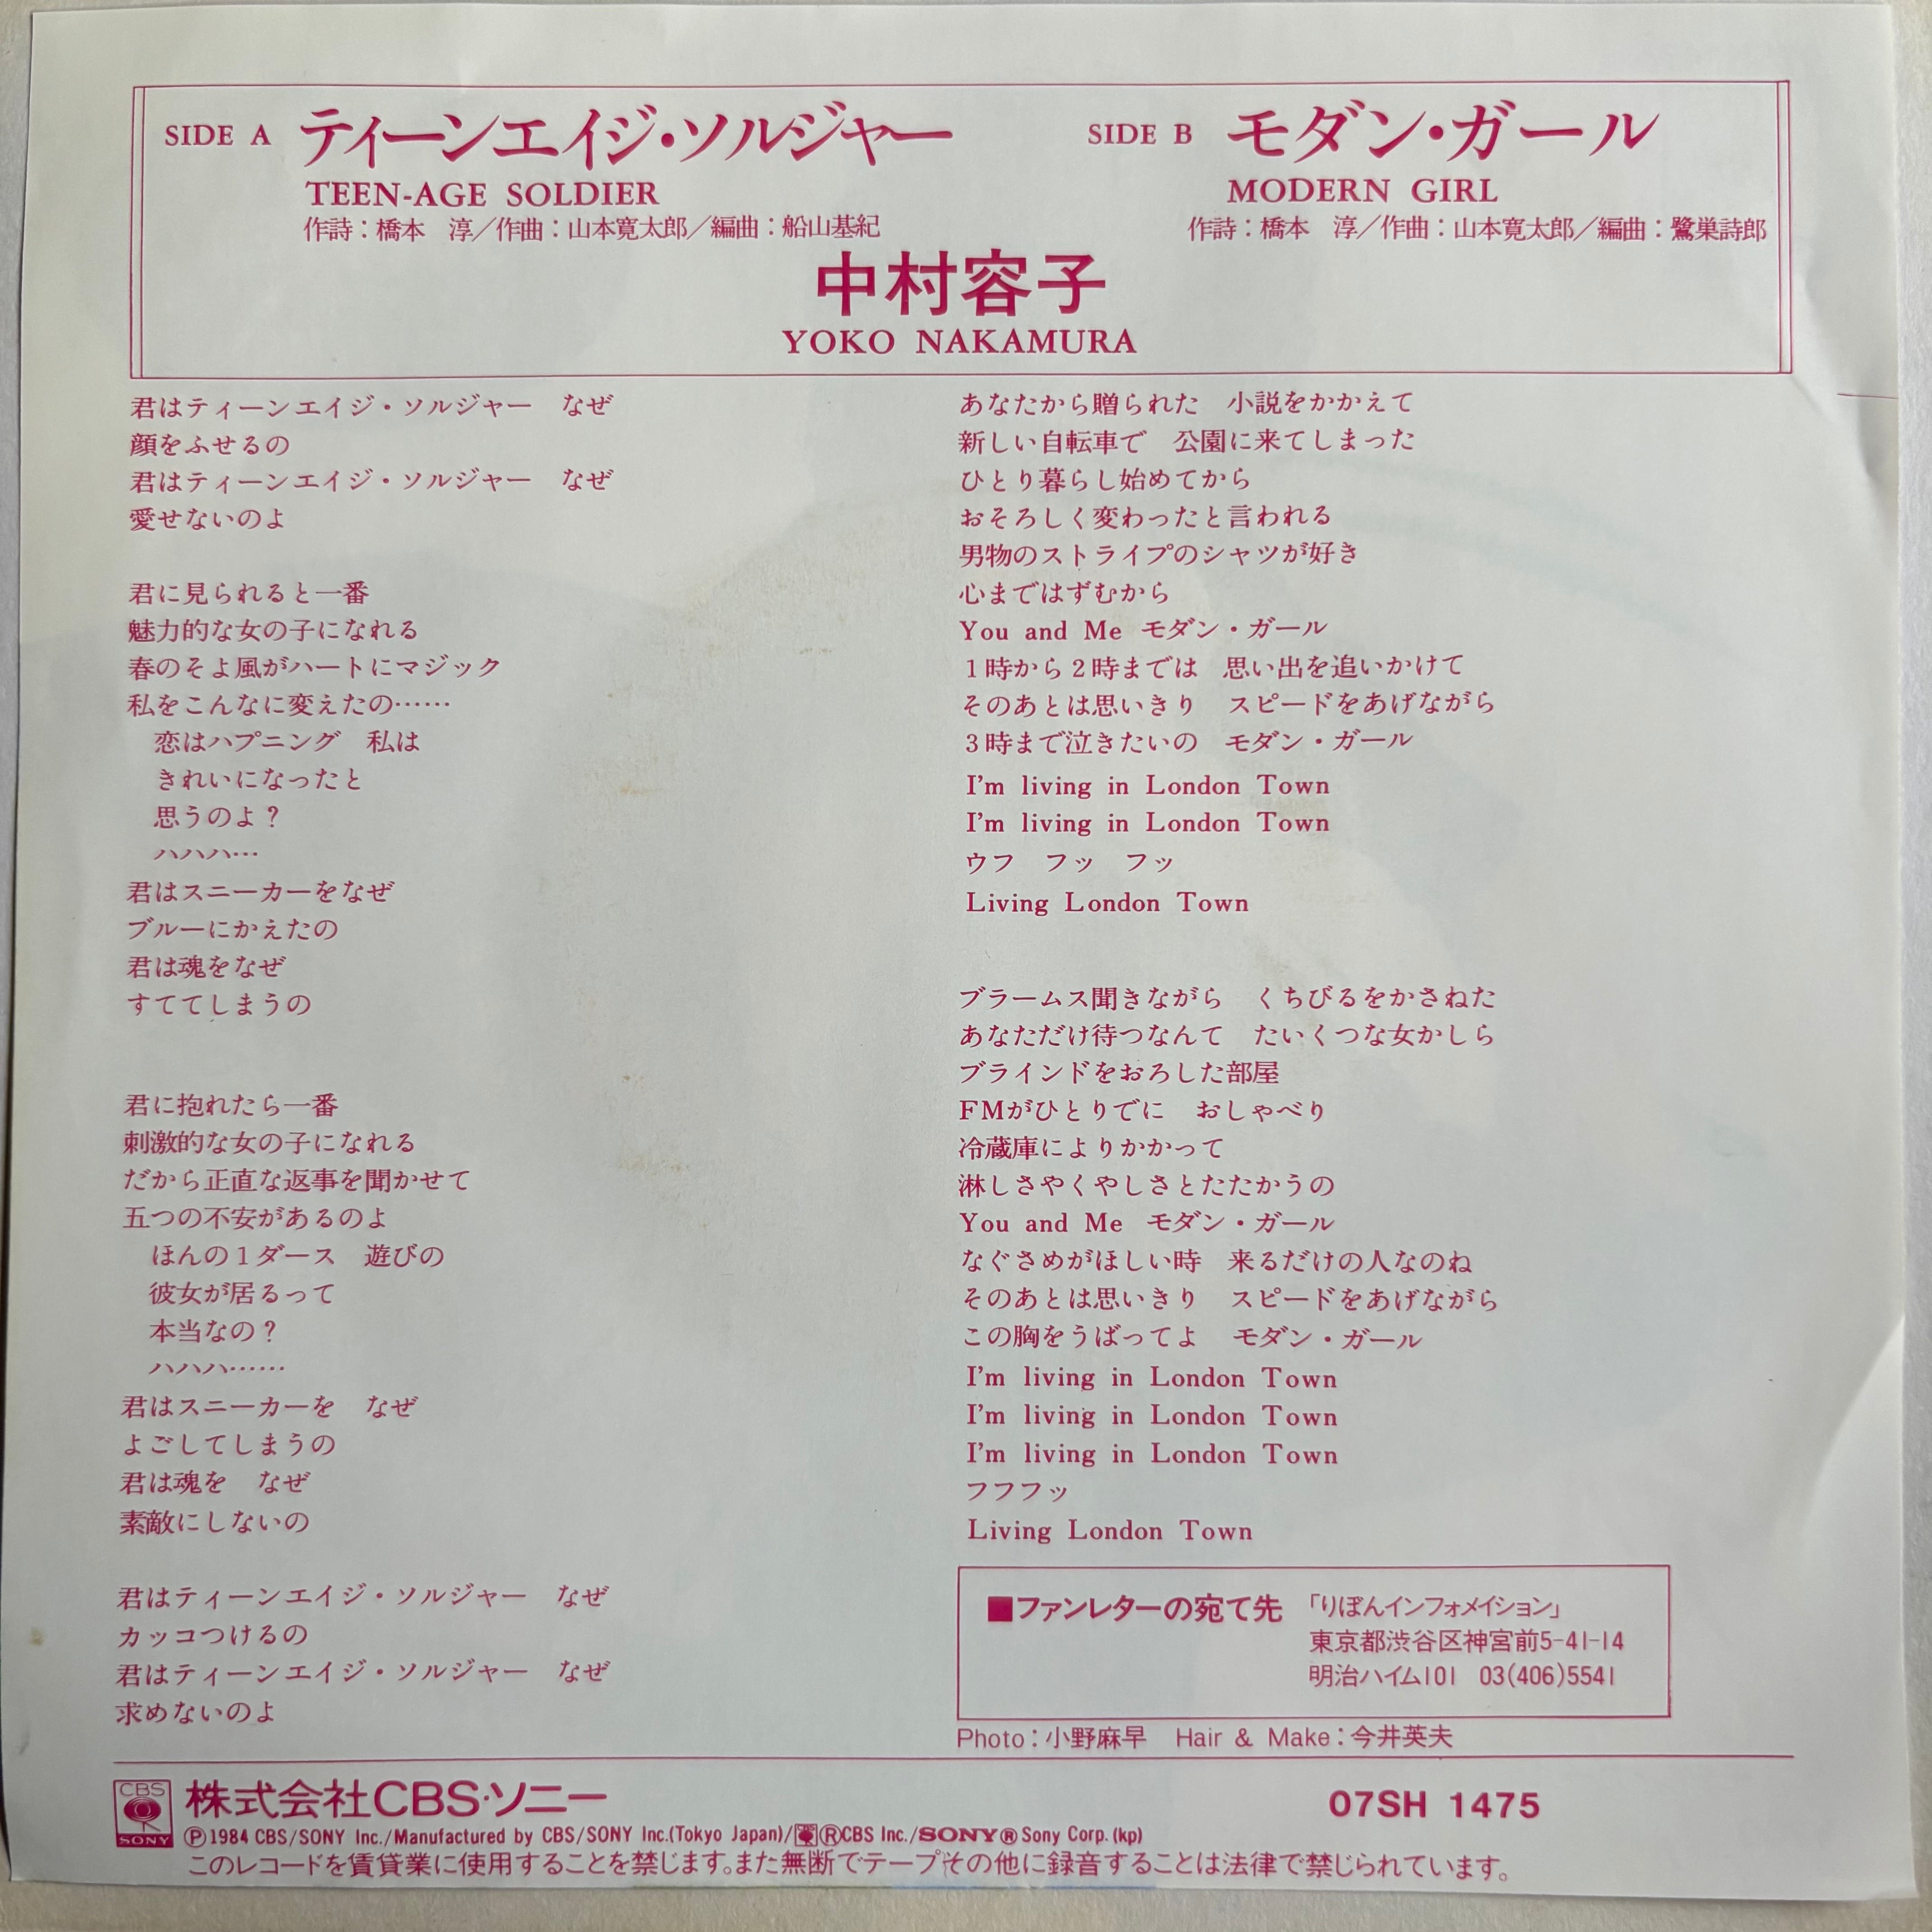 SIDE A ティーンエイジ・ソルジャー
TEEN-AGE SOLDIER
作詩：橋本　淳／作曲：山本寛太郎／編曲：船山基紀
SIDE B モダン・ガール
MODERN GIRL
作詩：橋本　淳／作曲：山本寛太郎／編曲：鷺巣詩郎
中村容子
YOKO NAKAMURA
君はティーンエイジ・ソルジャー　なぜ
顔をふせるの
君はティーンエイジ・ソルジャー　なぜ
愛せないのよ
君に見られると一番
魅力的な女の子になれる
春のそよ風がハートにマジック
私をこんなに変えたの……
恋はハプニング　私は
きれいになったと
思うのよ？
ハハハ…
君はスニーカーをなぜ
ブルーにかえたの
君は魂をなぜ
すててしまうの
君に抱れたら一番
刺激的な女の子になれる
だから正直な返事を聞かせて
五つの不安があるのよ
ほんの１ダース　遊びの
彼女が居るって
本当なの？
ハハハ……
君はスニーカーを　なぜ
よごしてしまうの
君は魂を　なぜ
素敵にしないの
君はティーンエイジ・ソルジャー　なぜ
カッコつけるの
君はティーンエイジ・ソルジャー　なぜ
求めないのよ
あなたから贈られた　小説をかかえて
新しい自転車で　公園に来てしまった
ひとり暮らし始めてから
おそろしく変わったと言われる
男物のストライプのシャツが好き
心まではずむから
You and Me モダン・ガール
１時から２時までは　思い出を追いかけて
そのあとは思いきり　スピードをあげながら
３時まで泣きたいの　モダン・ガール
I'm living in London Town
I'm living in London Town
ウフ　フッ　フッ
Living London Town
ブラームス聞きながら　くちびるをかさねた
あなただけ待つなんて　たいくつな女かしら
ブラインドをおろした部屋
FMがひとりでに　おしゃべり
冷蔵庫によりかかって
淋しさやくやしさとたたかうの
You and Me モダン・ガール
なぐさめがほしい時　来るだけの人なのね
そのあとは思いきり　スピードをあげながら
この胸をうばってよ　モダン・ガール
I'm living in London Town
I'm living in London Town
I'm living in London Town
フフフッ
Living London Town
■ファンレターの宛て先　「りぼんインフォメイション」
東京都渋谷区神宮前5-41-14
明治ハイム101　03(406)5541
Photo：小野麻早　Hair & Make：今井英夫
CBS SONY 株式会社CBS・ソニー
07SH 1475
Ⓟ1984 CBS/SONY Inc./Manufactured by CBS/SONY Inc.(Tokyo Japan)/ⓇCBS Inc./SONY® Sony Corp. (kp)
このレコードを賃貸業に使用することを禁じます。また無断でテープその他に録音することは法律で禁じられています。